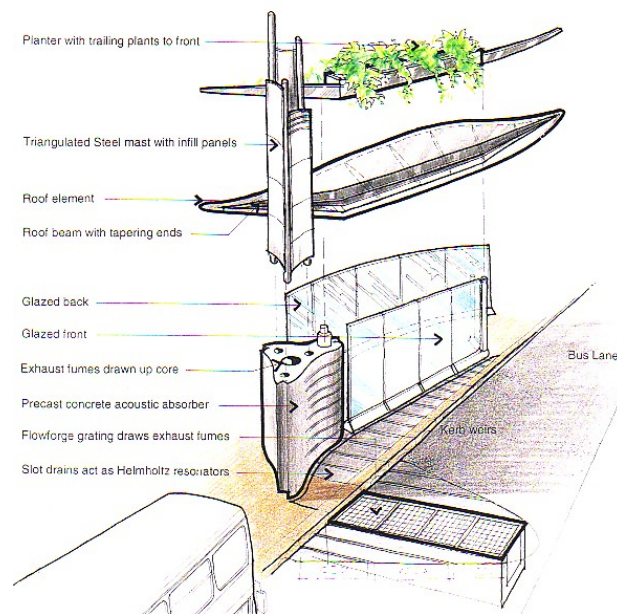 Planter with trailing plants to front
Triangulated Steel mast with infill panels
Roof element
Roof beam with tapering ends
Glazed back
Glazed front
Bus Lane
Exhaust fumes drawn up core
Precast concrete acoustic absorber
Flowforge grating draws exhaust fumes
Kerb weirs
Slot drains act as Helmholtz resonators